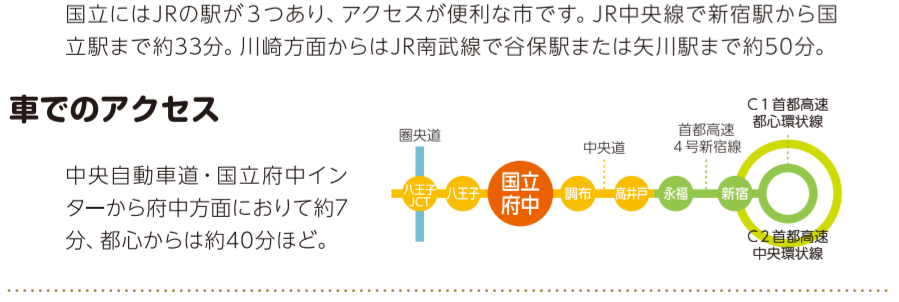 国立にはJRの駅が３つあり、アクセスが便利な市です。JR中央線で新宿駅から国
立駅まで約33分。川崎方面からはJR南武線で谷保駅または矢川駅まで約50分。
車でのアクセス
中央自動車道・国立府中イン
ターから府中方面におりて約7
分、都心からは約40分ほど。
圏央道
中央道
首都高速
４号新宿線
C１首都高速
都心環状線
八王子
JCT
八王子
国立
府中
調布
高井戸
永福
新宿
C２首都高速
中央環状線